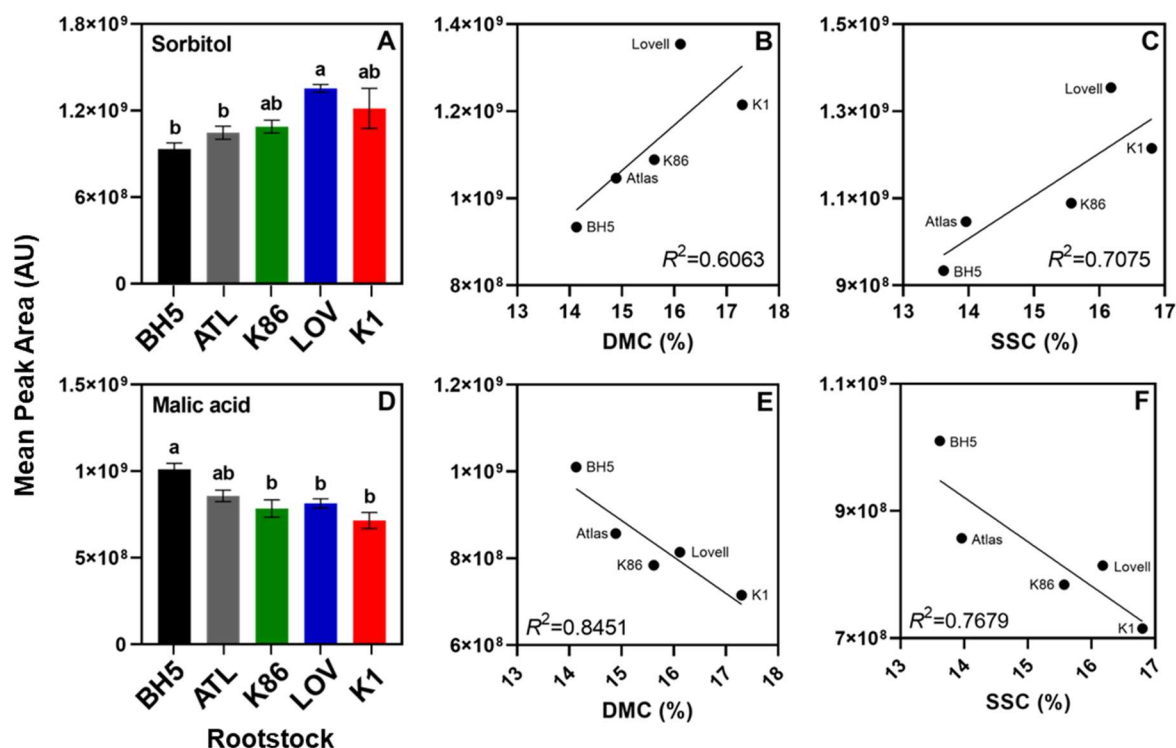 Mean Peak Area (AU)
Sorbitol
A
1.8×10⁹
1.2×10⁹
6×10⁸
0
b
b
ab
a
ab
BH5
ATL
K86
LOV
K1
B
1.4×10⁹
1.2×10⁹
1×10⁹
8×10⁸
Lovell
K1
K86
Atlas
BH5
R²=0.6063
13 14 15 16 17 18
DMC (%)
C
1.5×10⁹
1.3×10⁹
1.1×10⁹
9×10⁸
Lovell
K1
K86
Atlas
BH5
R²=0.7075
13 14 15 16 17
SSC (%)
Malic acid
D
1.5×10⁹
1×10⁹
5×10⁸
0
a
ab
b
b
b
BH5
ATL
K86
LOV
K1
Rootstock
E
1.2×10⁹
1×10⁹
8×10⁸
6×10⁸
BH5
Atlas
K86
Lovell
K1
R²=0.8451
13 14 15 16 17 18
DMC (%)
F
1.1×10⁹
9×10⁸
7×10⁸
BH5
Atlas
Lovell
K86
K1
R²=0.7679
13 14 15 16 17
SSC (%)